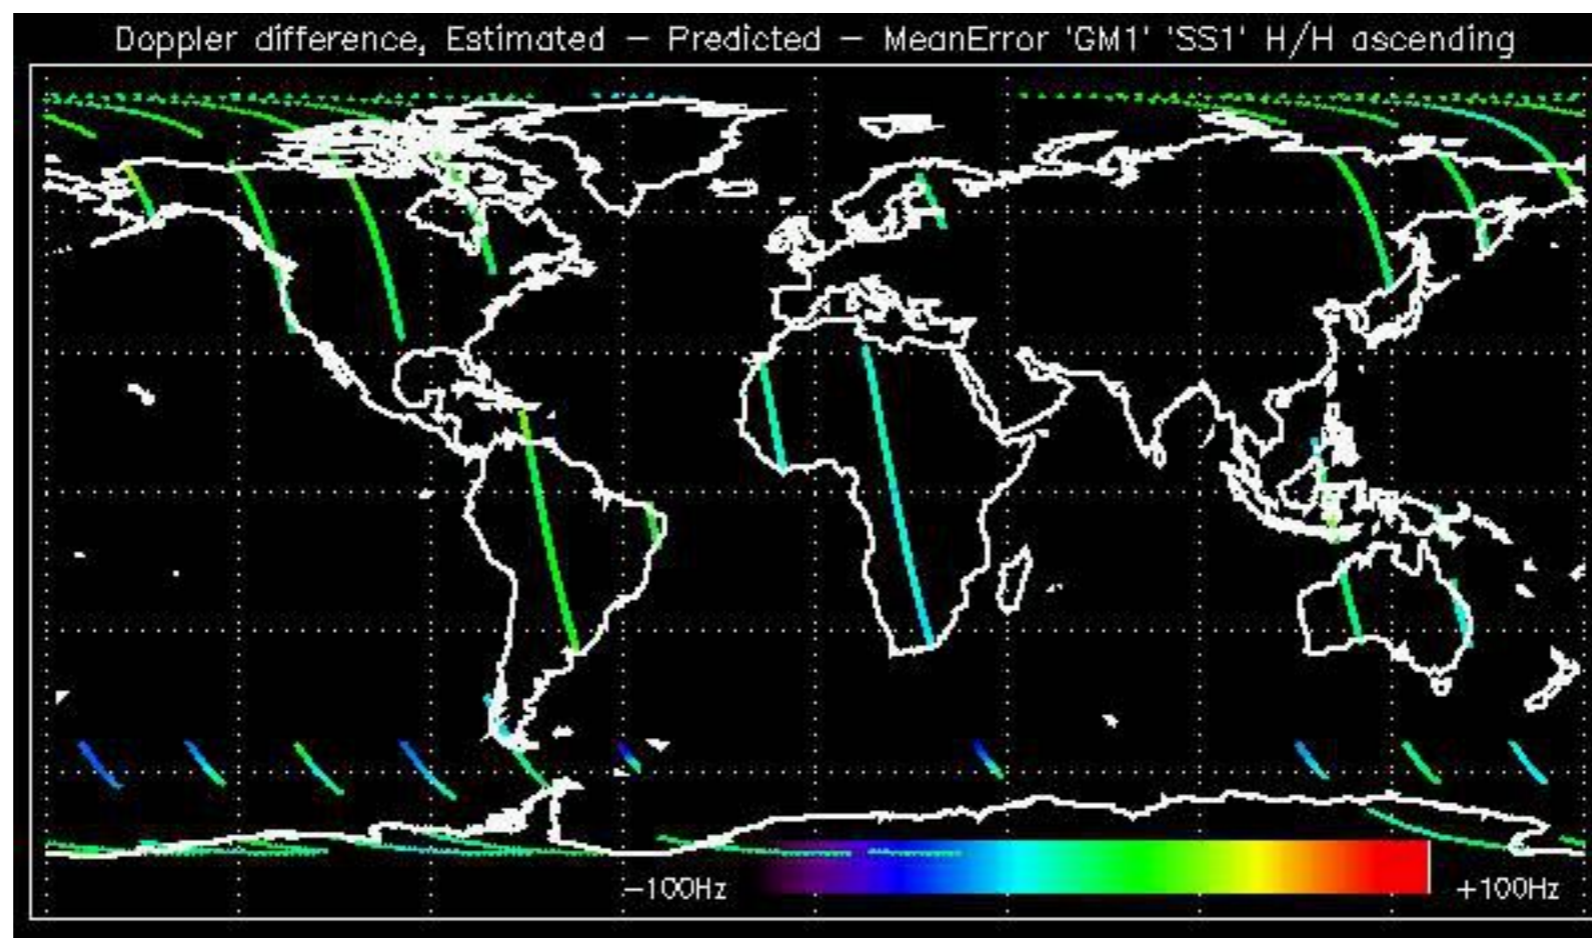 Doppler difference, Estimated – Predicted – MeanError 'GM1' 'SS1' H/H ascending
–100Hz
+100Hz